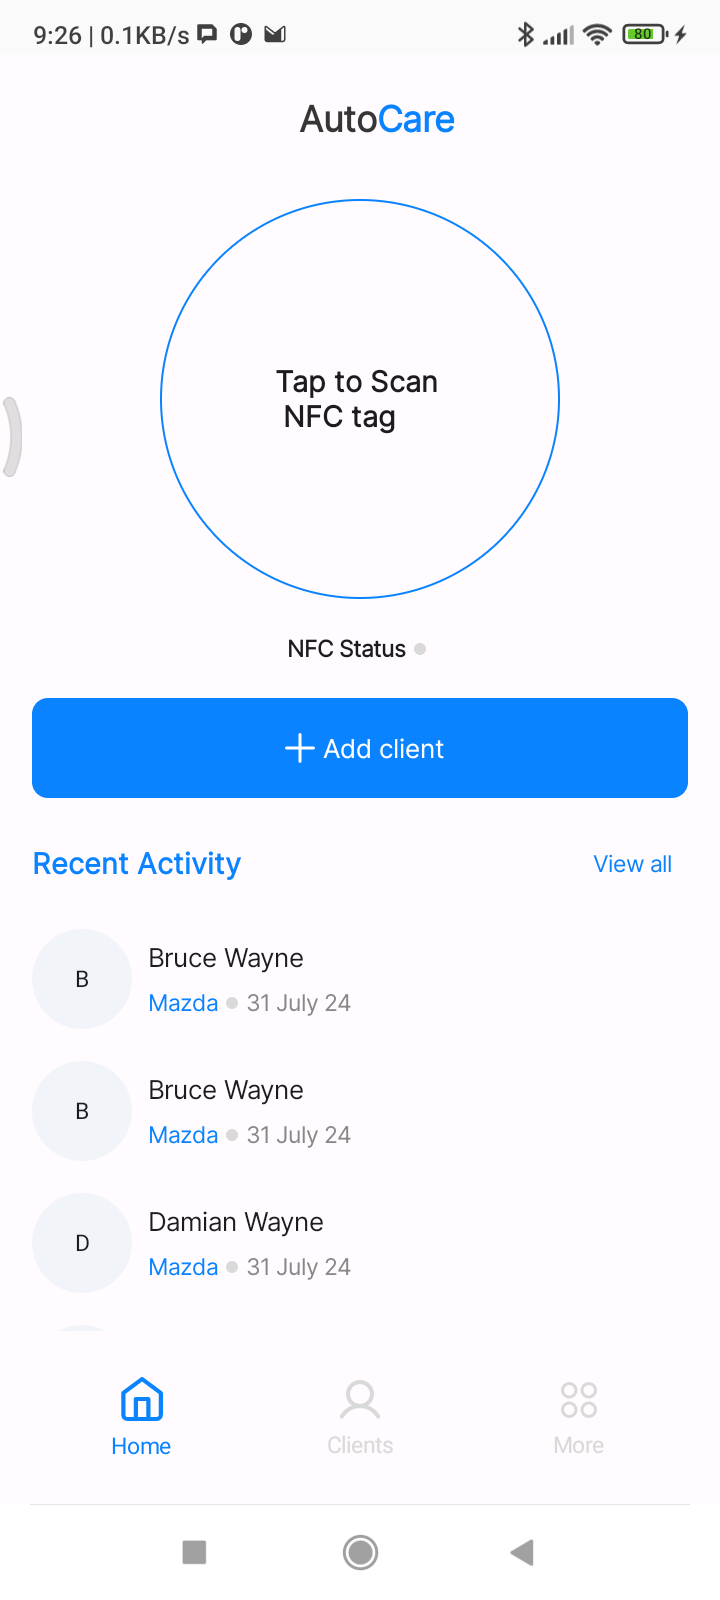 9:26 | 0.1KB/s
80
AutoCare
Tap to Scan
NFC tag
NFC Status
Add client
Recent Activity
View all
B
Bruce Wayne
Mazda 31 July 24
B
Bruce Wayne
Mazda 31 July 24
D
Damian Wayne
Mazda 31 July 24
Home
Clients
More